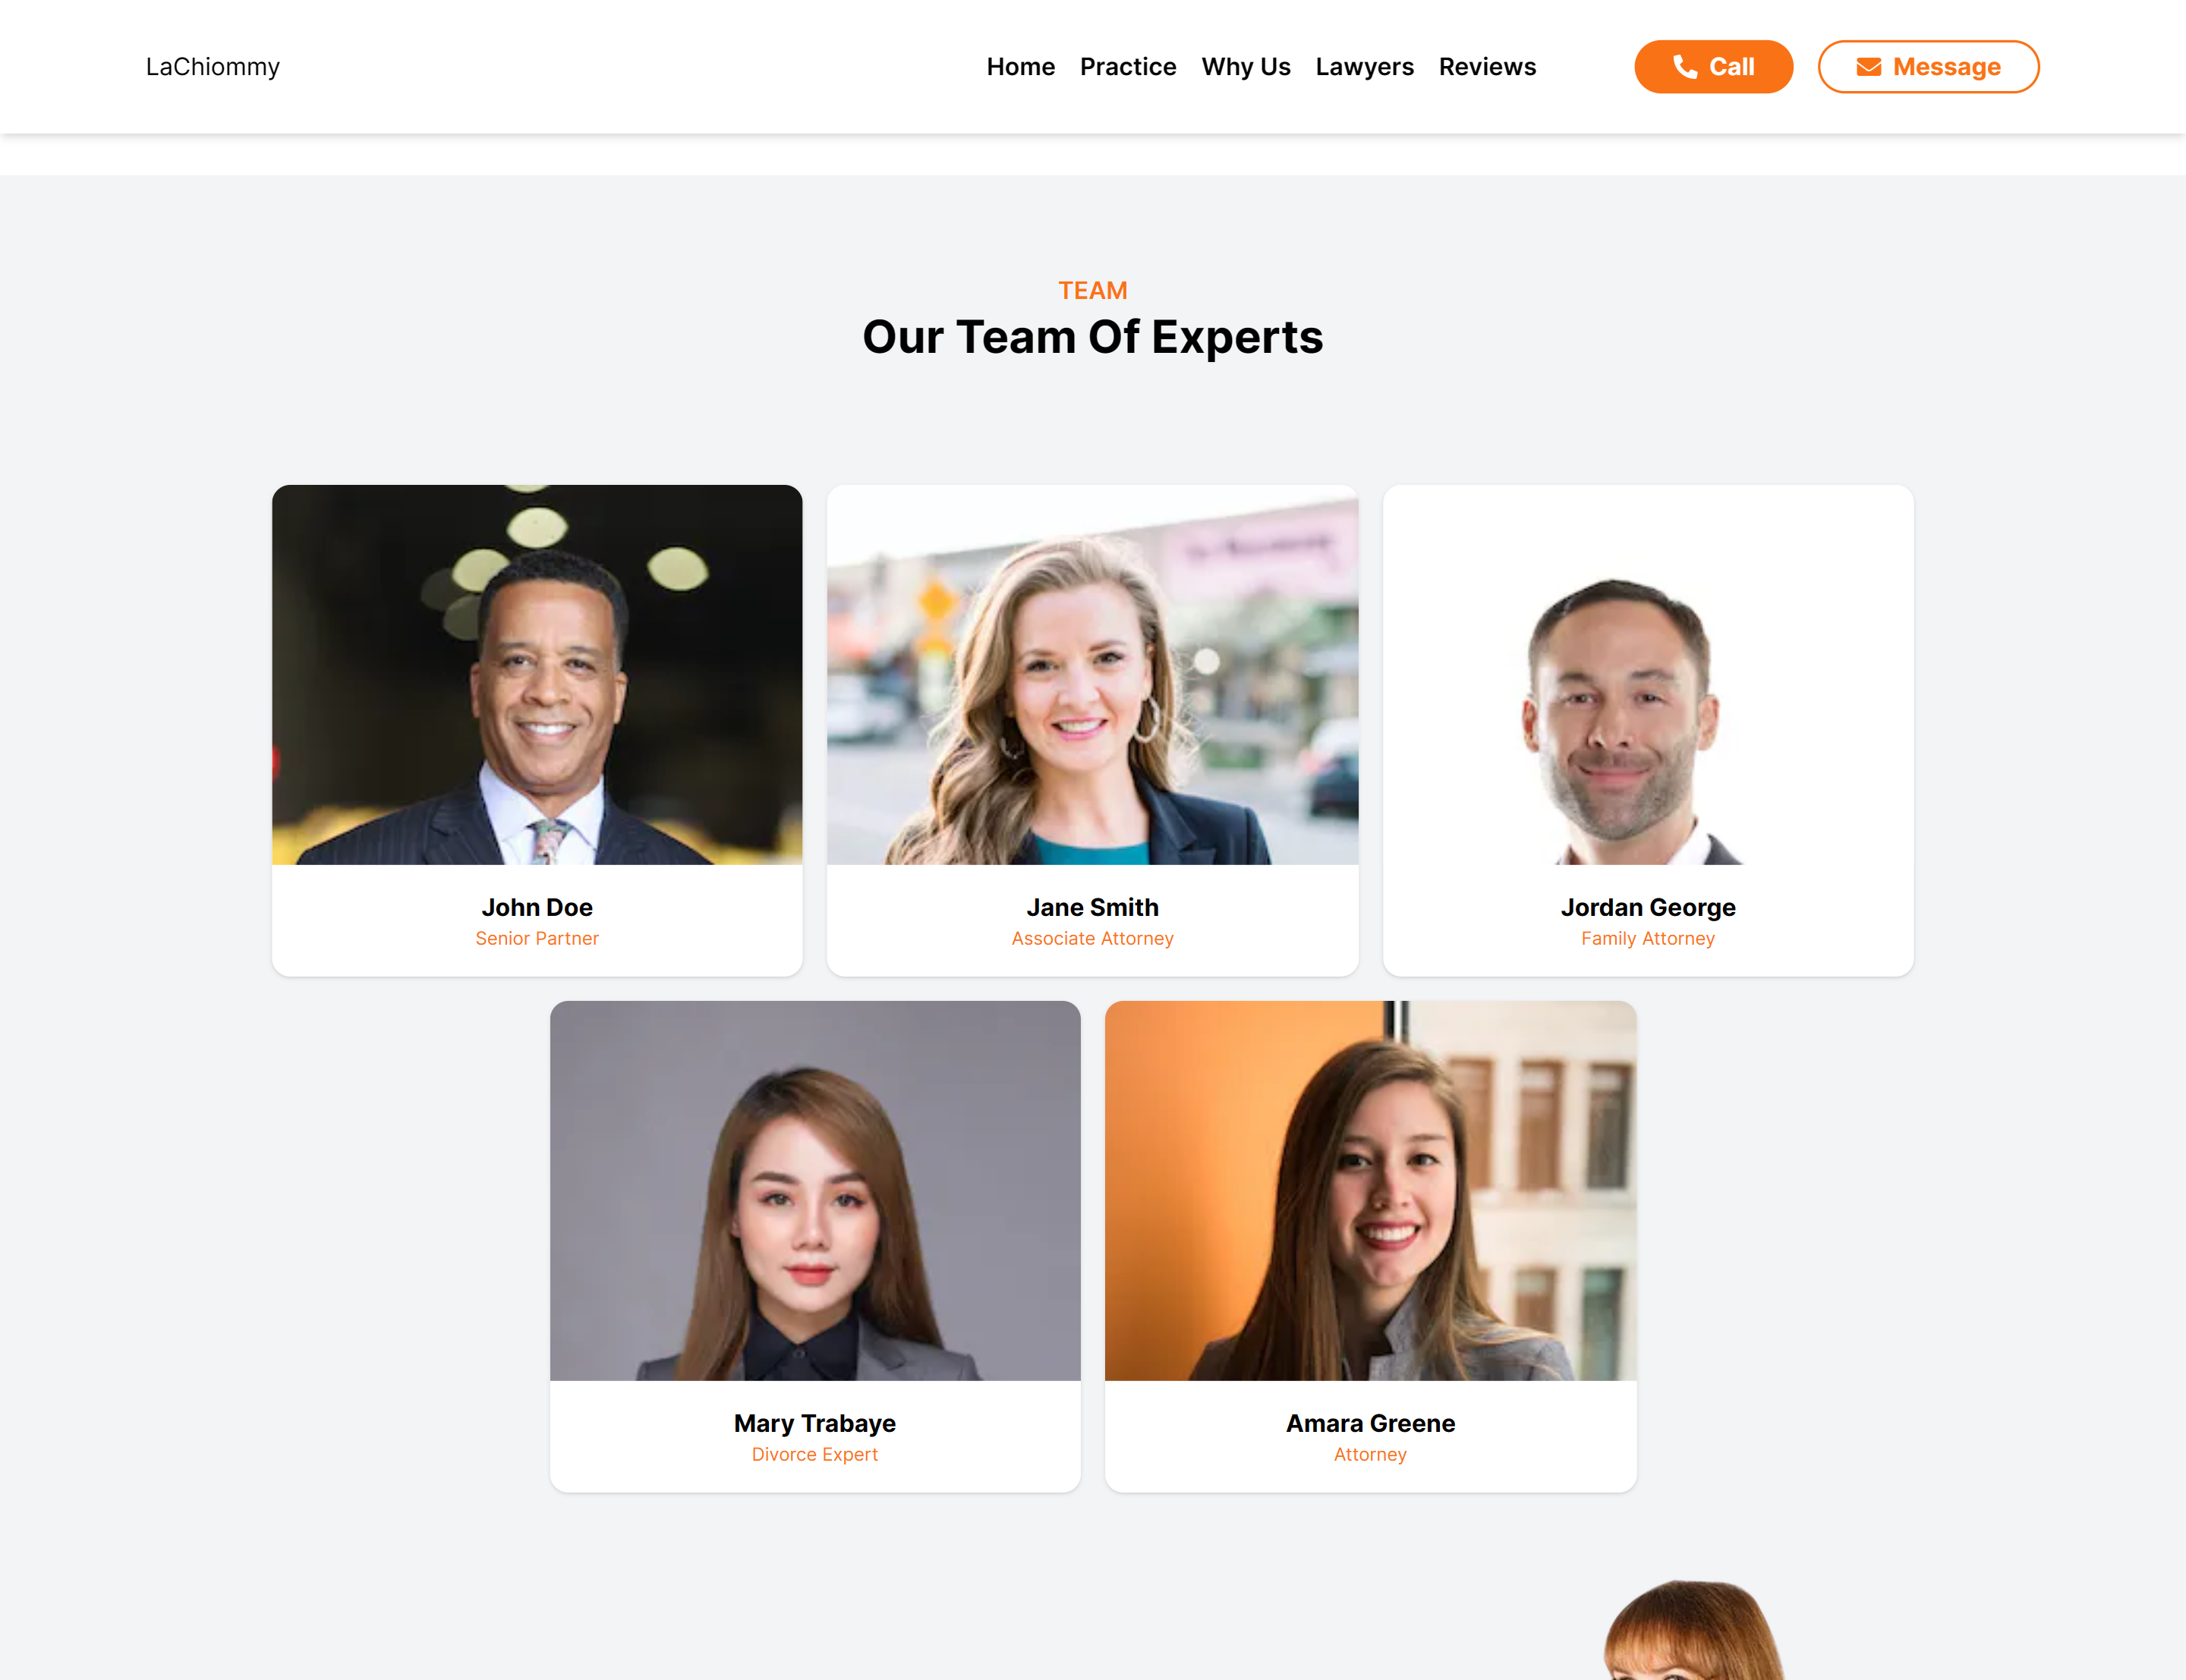 LaChiommy
Home Practice Why Us Lawyers Reviews Call Message
TEAM
Our Team Of Experts
John Doe
Senior Partner
Jane Smith
Associate Attorney
Jordan George
Family Attorney
Mary Trabaye
Divorce Expert
Amara Greene
Attorney